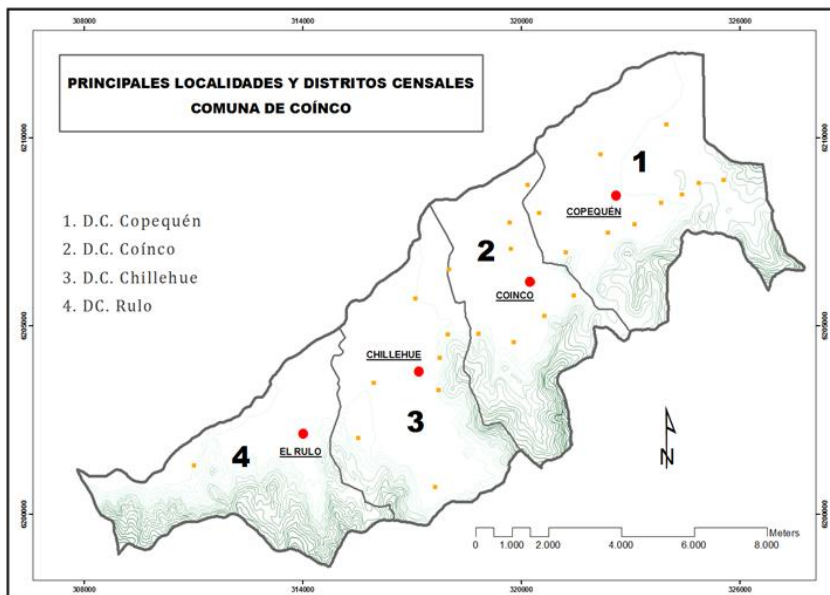 308000 314000 320000 326000
PRINCIPALES LOCALIDADES Y DISTRITOS CENSALES
COMUNA DE COÍNCO
6210000 6210000
1
COPEQUÉN
1. D.C. Copequén
2. D.C. Coínco
3. D.C. Chillehue
4. DC. Rulo
2
COINCO
6205000 6205000
CHILLEHUE
3
4
EL RULO
N
6200000 6200000
0 1.000 2.000 4.000 6.000 8.000 Meters
308000 314000 320000 326000